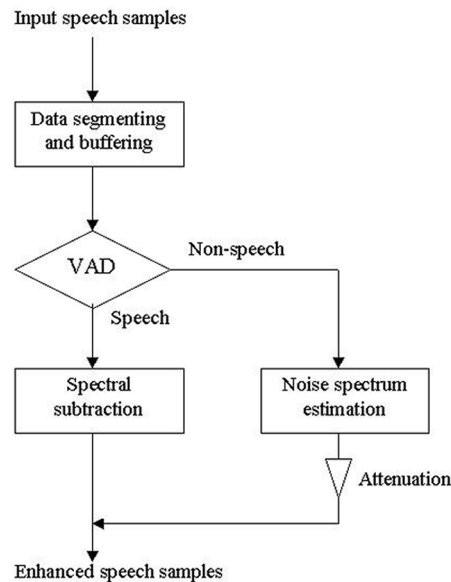 Input speech samples
Data segmenting
and buffering
VAD
Non-speech
Speech
Spectral
subtraction
Noise spectrum
estimation
Attenuation
Enhanced speech samples